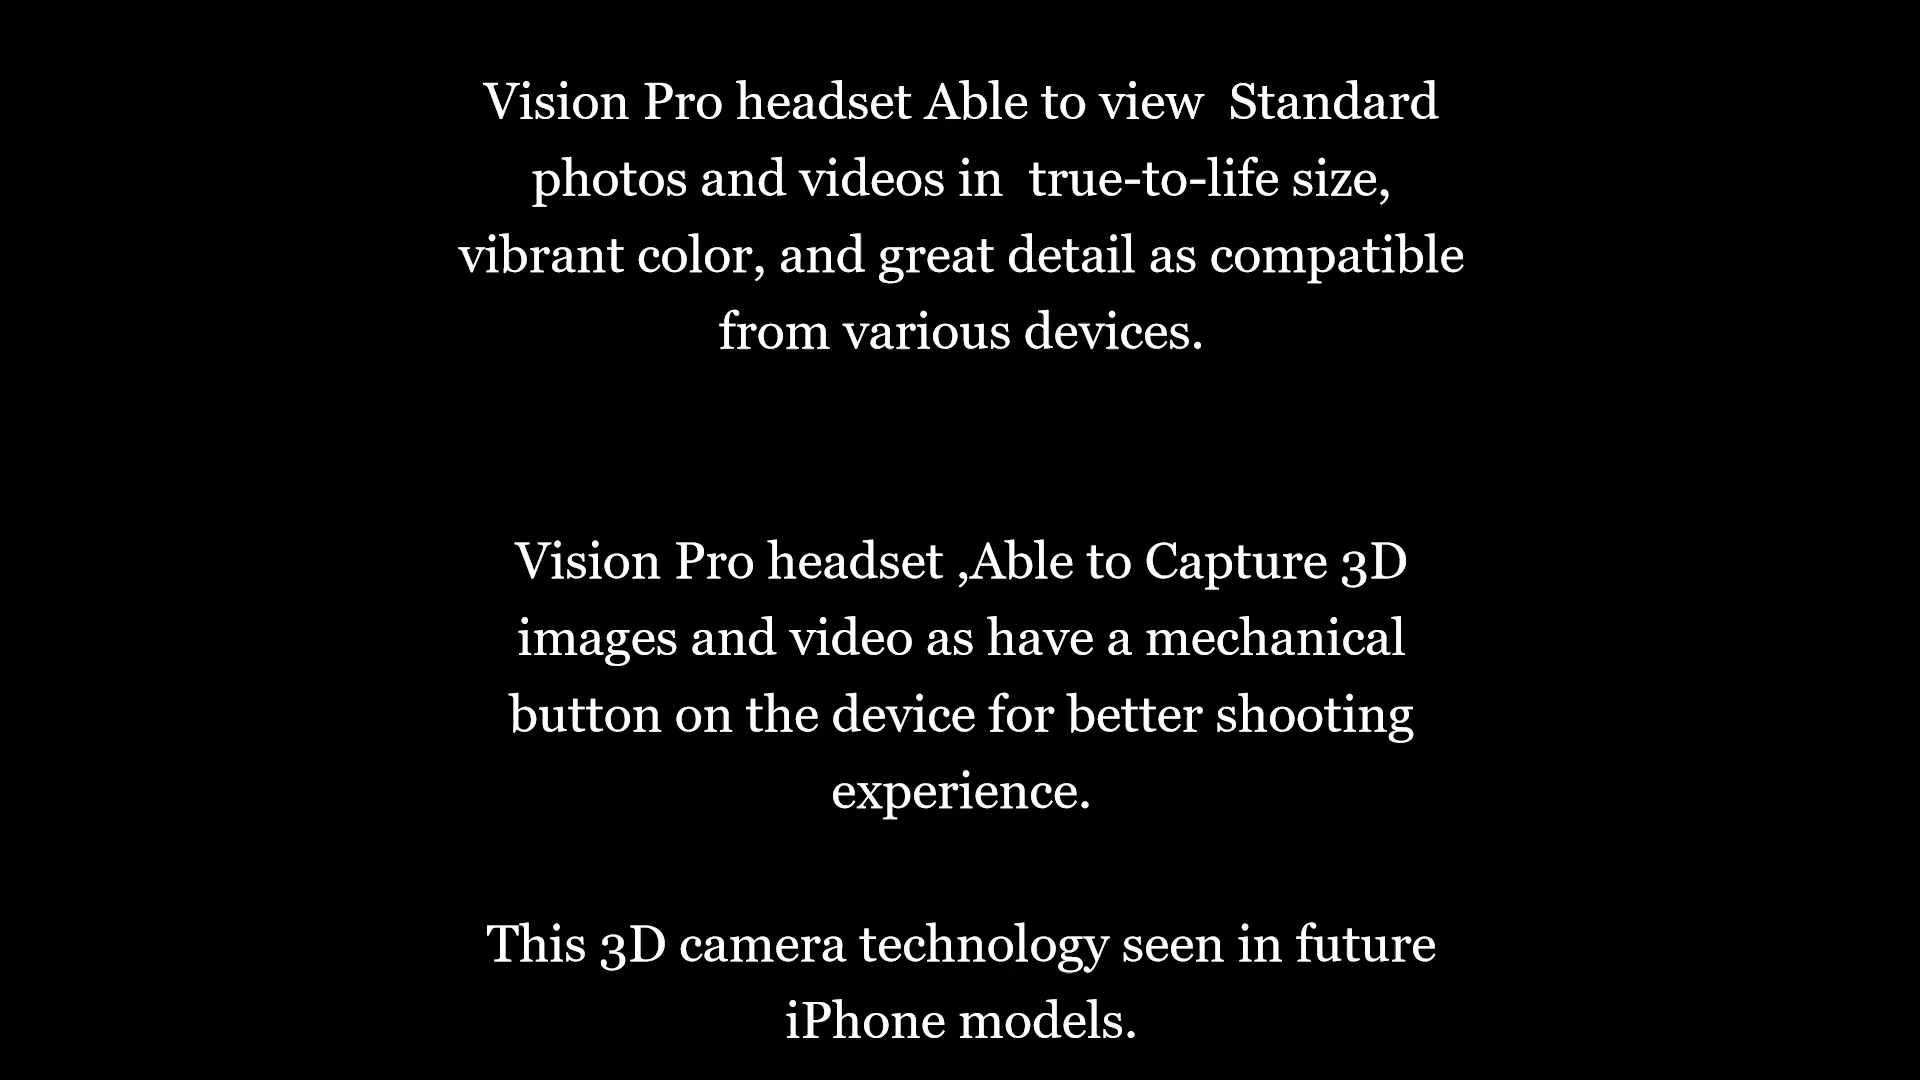 Vision Pro headset Able to view  Standard
photos and videos in  true-to-life size,
vibrant color, and great detail as compatible
from various devices.
Vision Pro headset ,Able to Capture 3D
images and video as have a mechanical
button on the device for better shooting
experience.
This 3D camera technology seen in future
iPhone models.